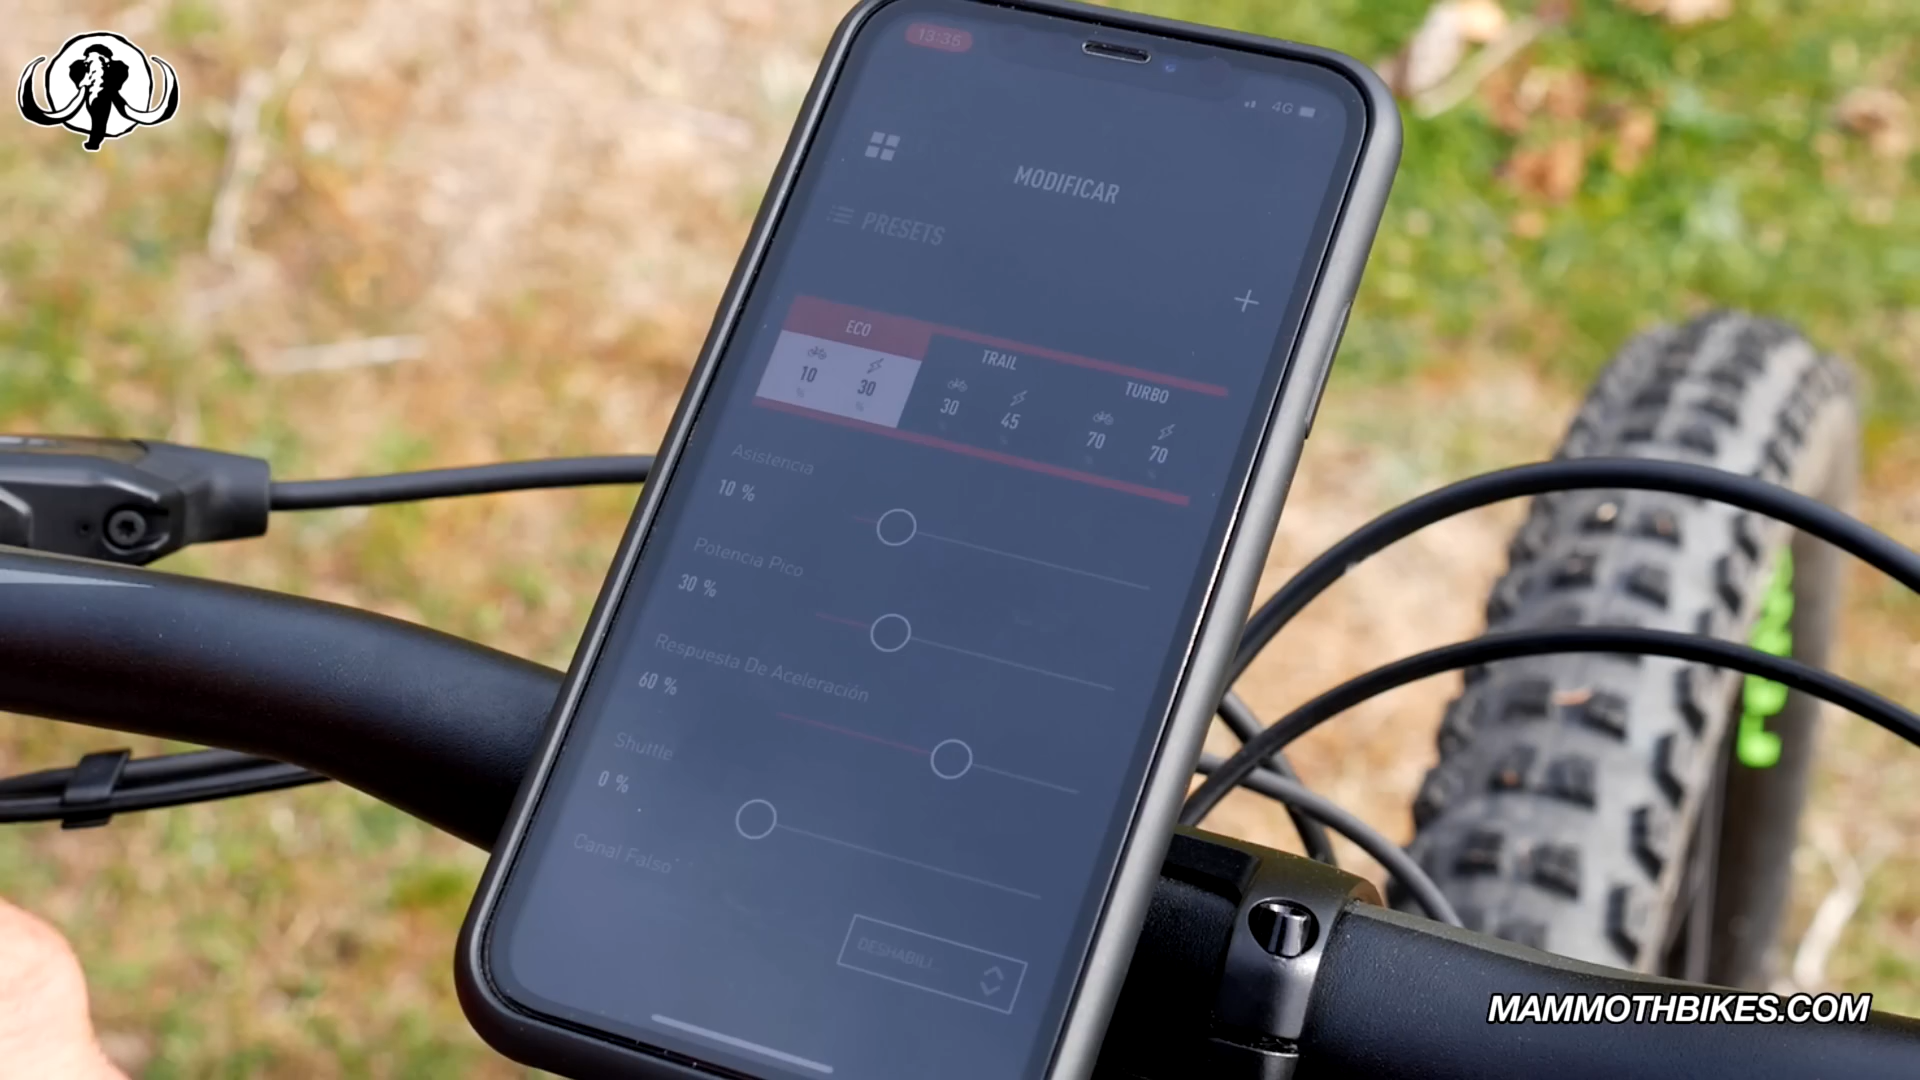 13:35
4G
MODIFICAR
PRESETS
ECO
10 30
TRAIL
30 45
TURBO
70 70
Asistencia
10 %
Potencia Pico
30 %
Respuesta De Aceleración
60 %
Shuttle
0 %
Canal Falso
DESHABILI...
MAMMOTHBIKES.COM